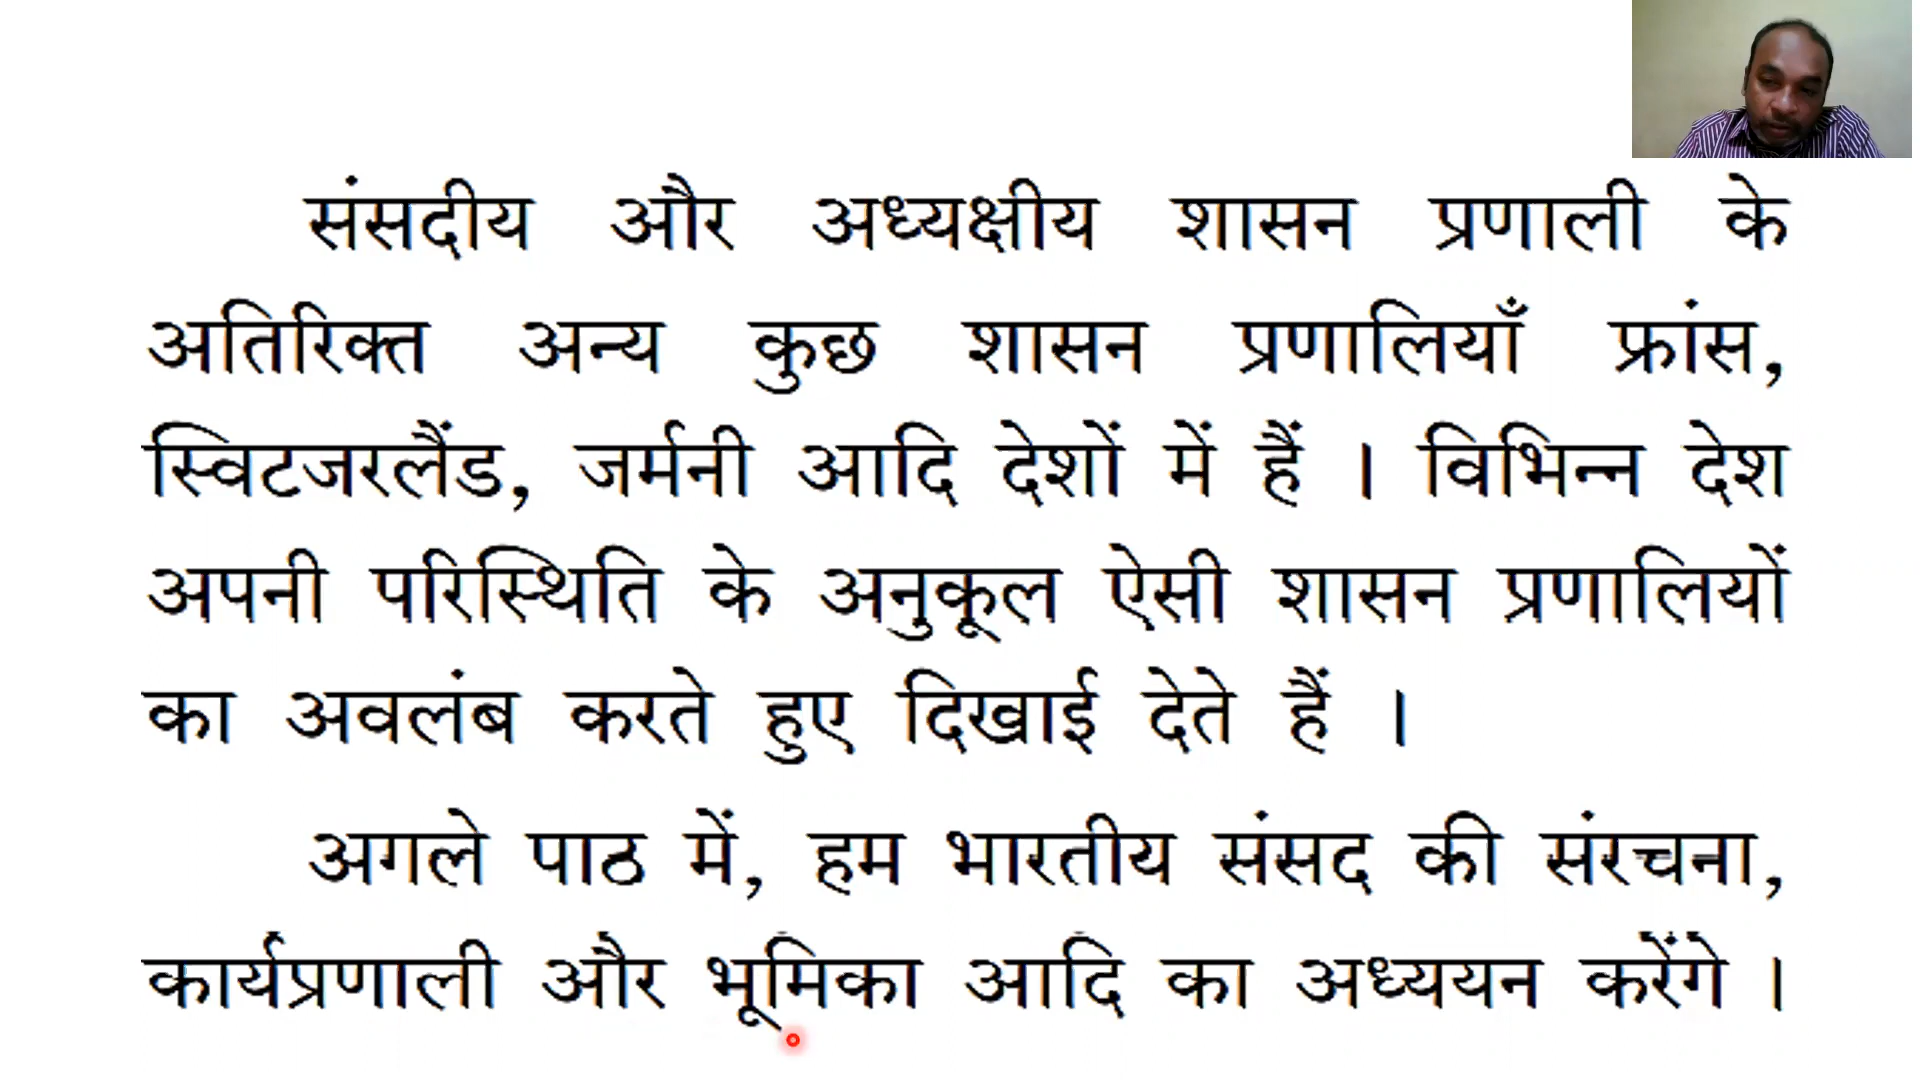 संसदीय और अध्यक्षीय शासन प्रणाली के
अतिरिक्त अन्य कुछ शासन प्रणालियाँ फ्रांस,
स्विटजरलैंड, जर्मनी आदि देशों में हैं । विभिन्न देश
अपनी परिस्थिति के अनुकूल ऐसी शासन प्रणालियों
का अवलंब करते हुए दिखाई देते हैं ।
अगले पाठ में, हम भारतीय संसद की संरचना,
कार्यप्रणाली और भूमिका आदि का अध्ययन करेंगे ।